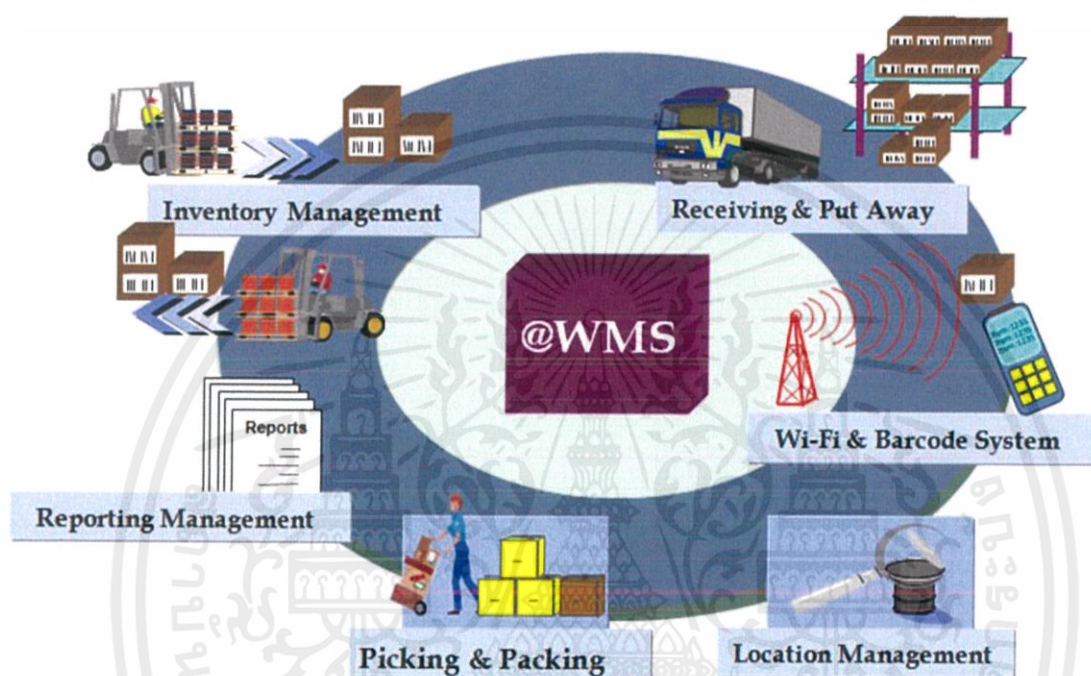 Inventory Management
Receiving & Put Away
@WMS
Wi-Fi & Barcode System
Reports
Reporting Management
Picking & Packing
Location Management